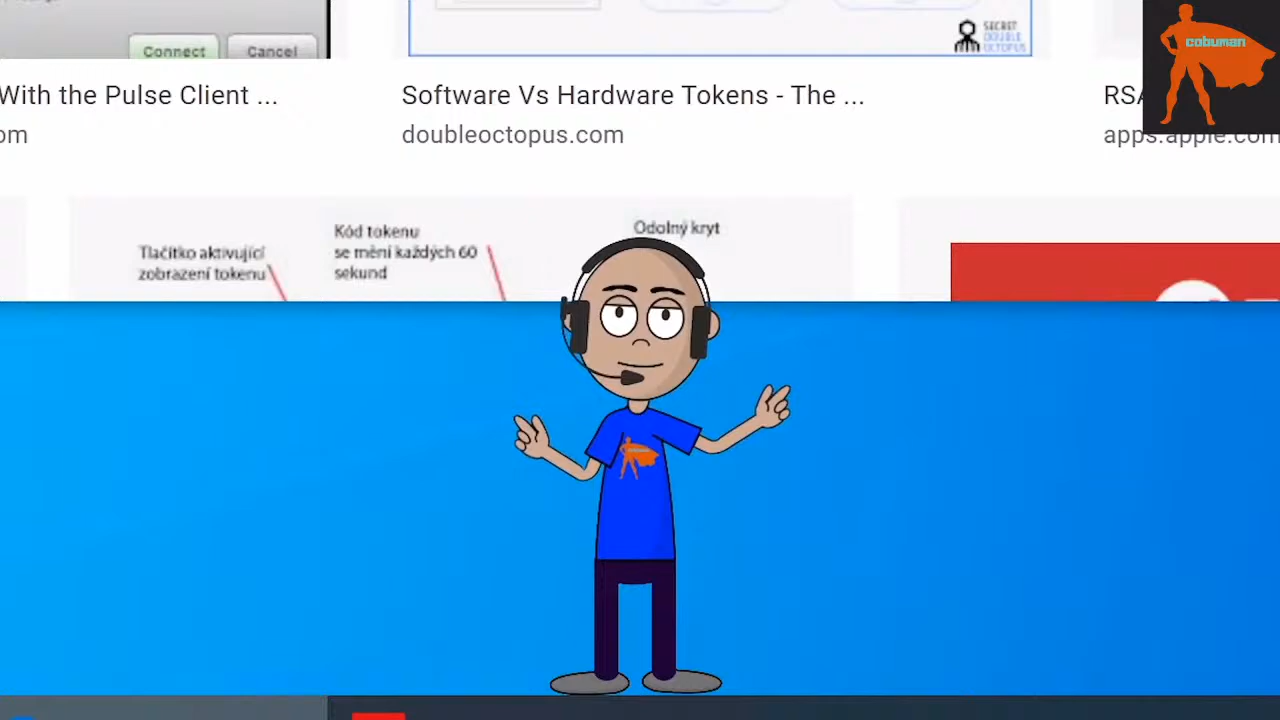 Connect
Cancel
SECRET
DOUBLE
OCTOPUS
cobuman
With the Pulse Client ...
Software Vs Hardware Tokens - The ...
RSA
om
doubleoctopus.com
apps.apple.com
Tlačítko aktivující
zobrazení tokenu
Kód tokenu
se mění každých 60
sekund
Odolný kryt